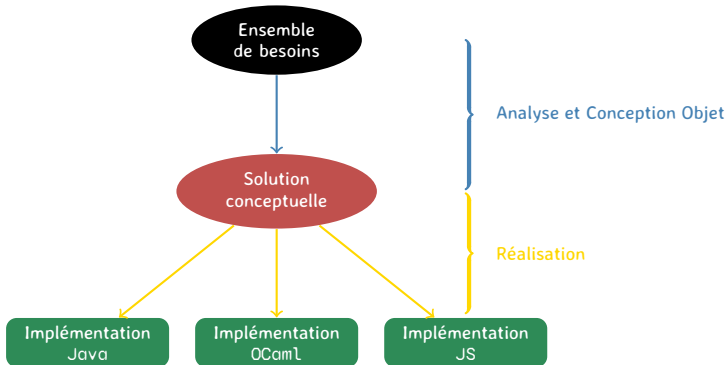 Ensemble
de besoins
Analyse et Conception Objet
Solution
conceptuelle
Réalisation
Implémentation
Java
Implémentation
OCaml
Implémentation
JS